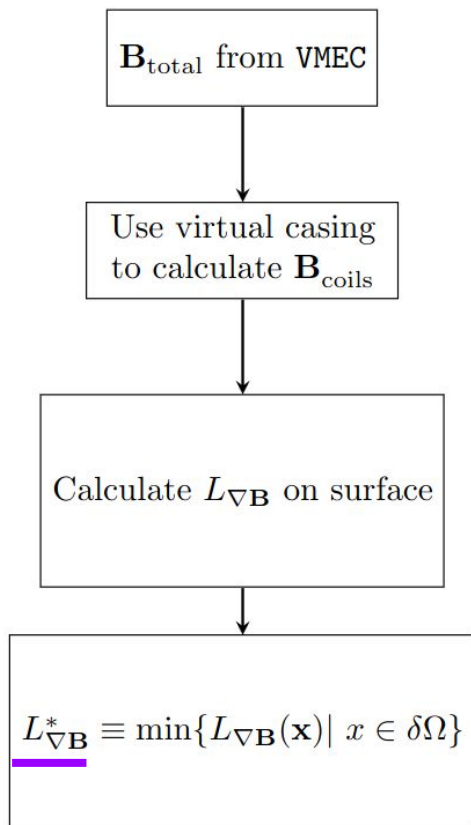 B_total from VMEC
Use virtual casing
to calculate B_coils
Calculate L_∇B on surface
L*_∇B ≡ min{L_∇B(x)| x ∈ δΩ}